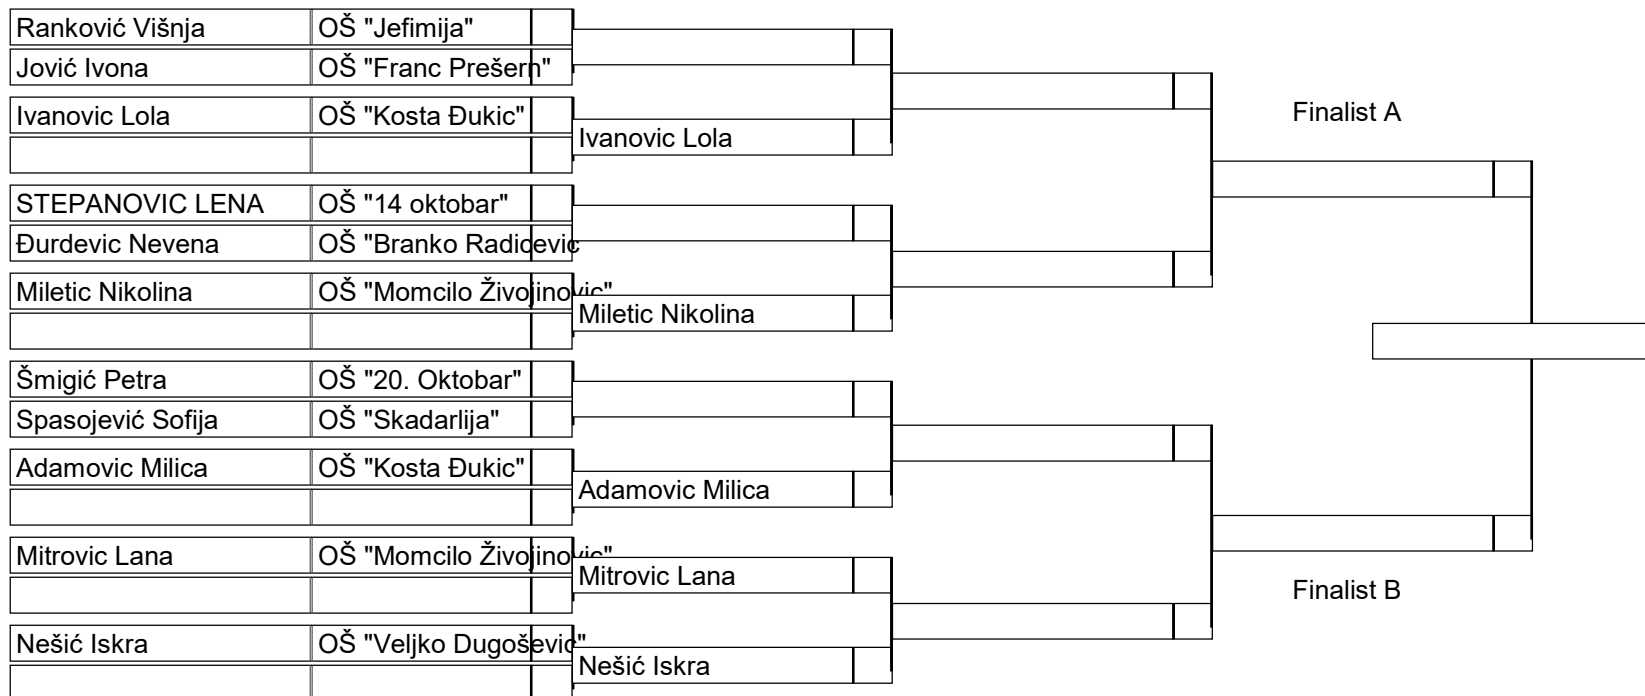 Ranković Višnja OŠ "Jefimija"
Jović Ivona OŠ "Franc Prešern"
Ivanovic Lola OŠ "Kosta Đukic"
Ivanovic Lola
STEPANOVIC LENA OŠ "14 oktobar"
Đurdevic Nevena OŠ "Branko Radicevic
Miletic Nikolina OŠ "Momcilo Živojinovic"
Miletic Nikolina
Šmigić Petra OŠ "20. Oktobar"
Spasojević Sofija OŠ "Skadarlija"
Adamovic Milica OŠ "Kosta Đukic"
Adamovic Milica
Mitrovic Lana OŠ "Momcilo Živojinovic"
Mitrovic Lana
Nešić Iskra OŠ "Veljko Dugoševic"
Nešić Iskra
Finalist A
Finalist B